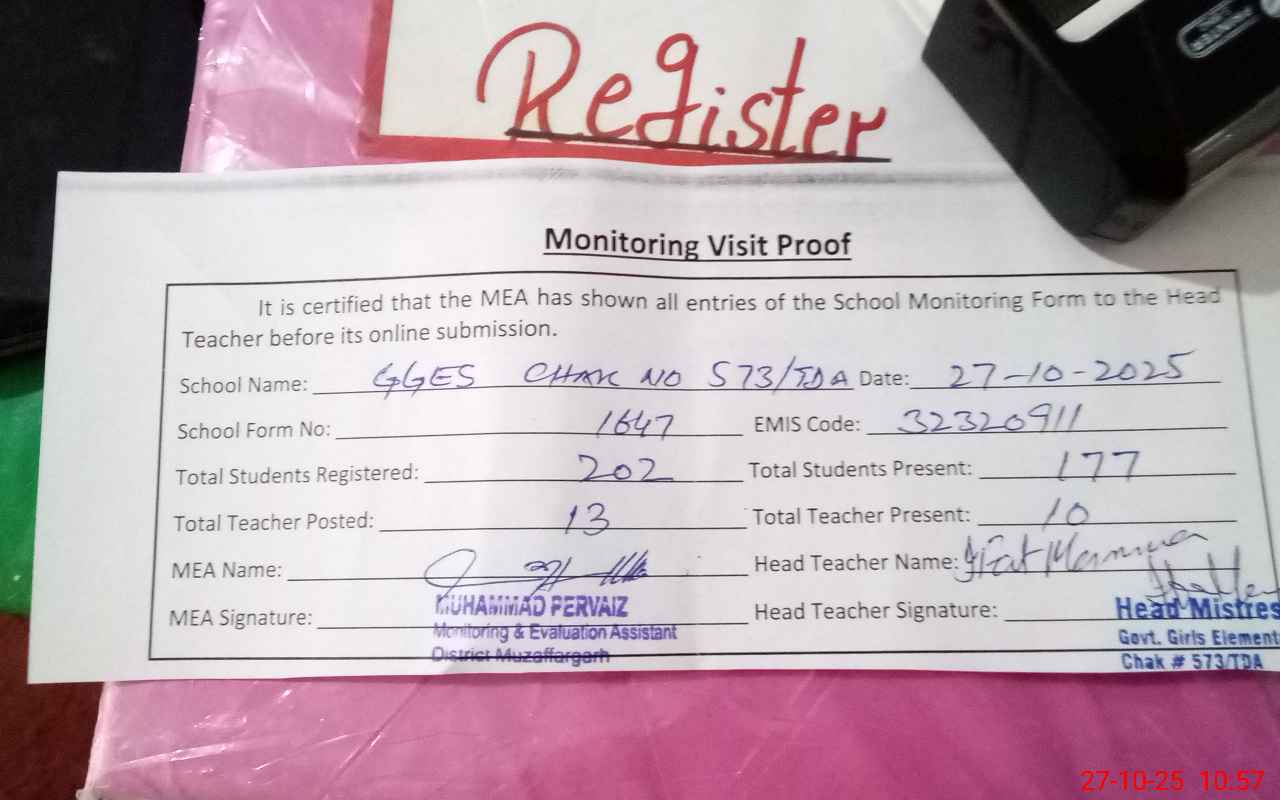 Register
Monitoring Visit Proof
It is certified that the MEA has shown all entries of the School Monitoring Form to the Head
Teacher before its online submission.
School Name: GGES CHAK NO 573/TDA Date: 27-10-2025
School Form No: 1647 EMIS Code: 32320911
Total Students Registered: 202 Total Students Present: 177
Total Teacher Posted: 13 Total Teacher Present: 10
MEA Name: Head Teacher Name:
MEA Signature: Head Teacher Signature:
MUHAMMAD PERVAIZ
Monitoring & Evaluation Assistant
District Muzaffargarh
Head Mistres
Govt. Girls Element
Chak # 573/TDA
27-10-25 10:57